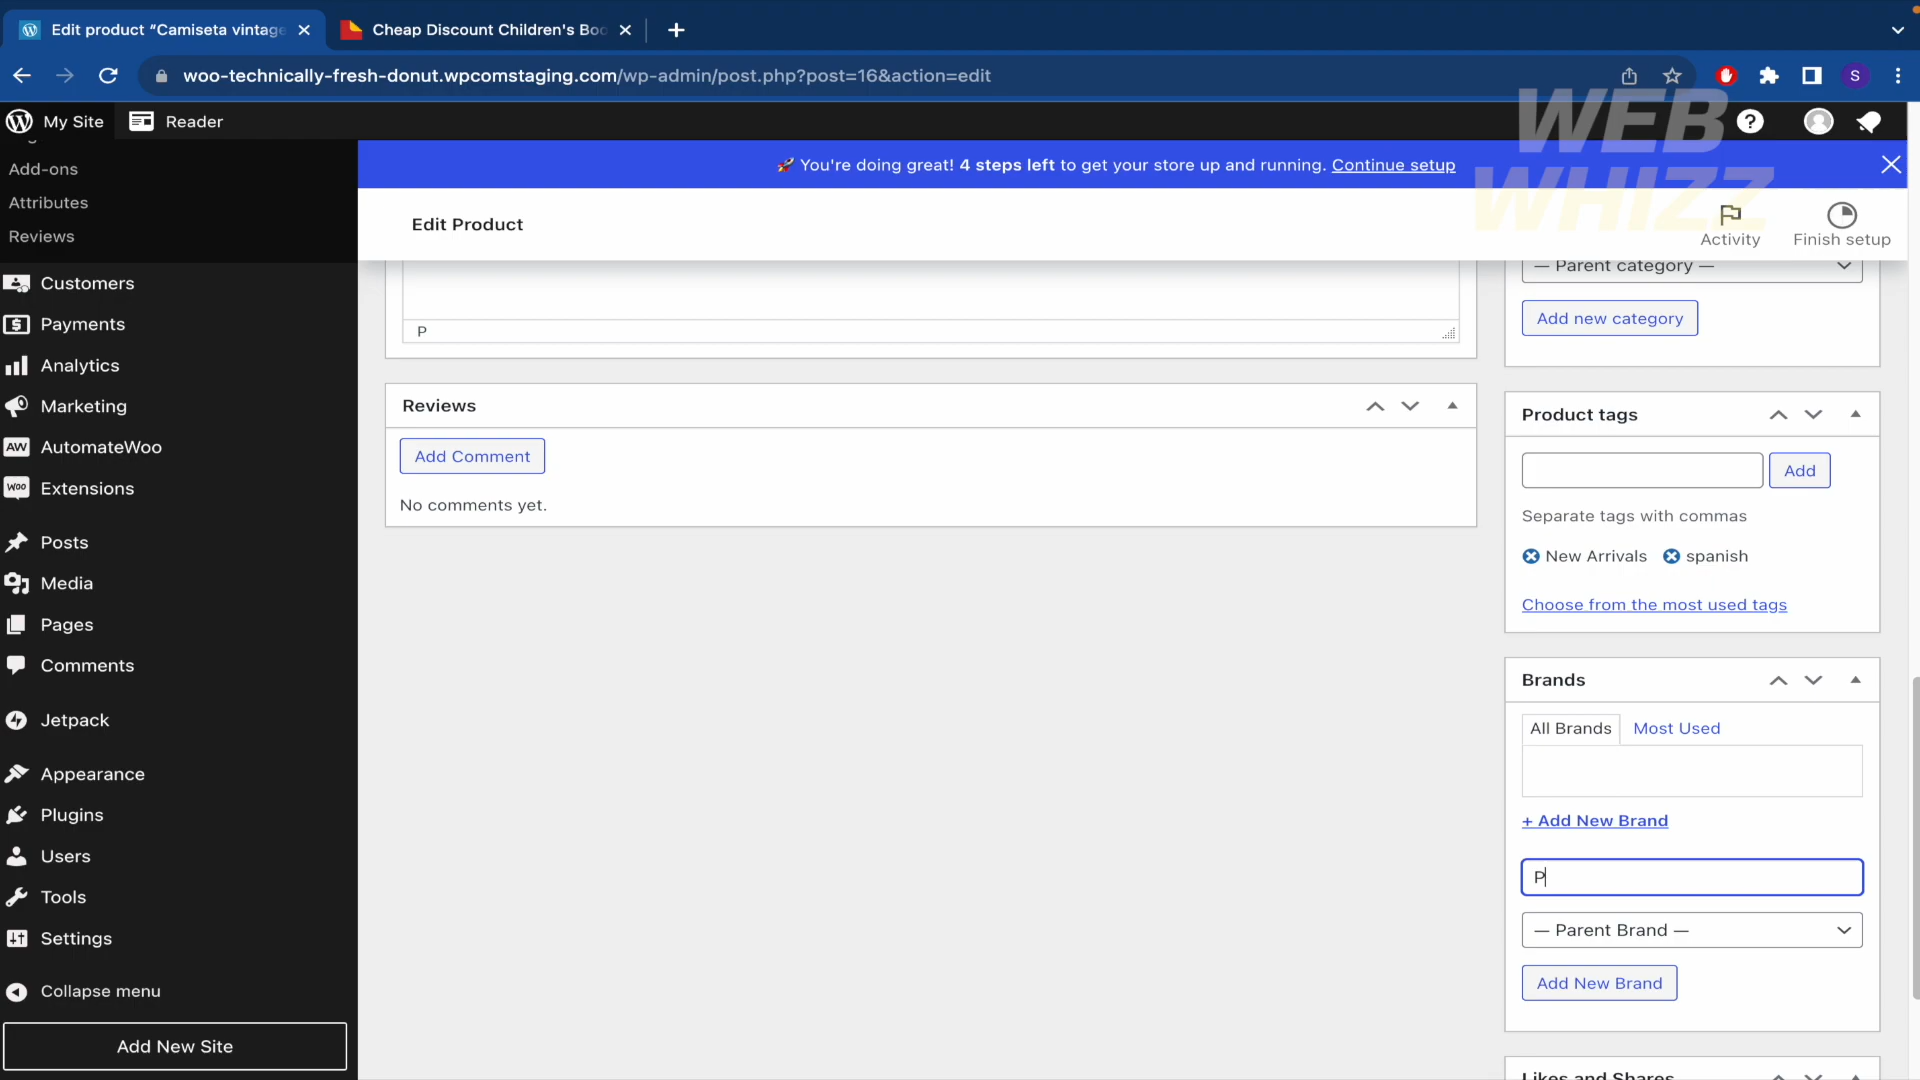 Edit product “Camiseta vintage
Cheap Discount Children's Boo
woo-technically-fresh-donut.wpcomstaging.com/wp-admin/post.php?post=16&action=edit
S
My Site
Reader
WEB
WHIZZ
🚀 You're doing great! 4 steps left to get your store up and running. Continue setup
Edit Product
Activity
Finish setup
Add-ons
Attributes
Reviews
Customers
Payments
Analytics
Marketing
AW AutomateWoo
Woo Extensions
Posts
Media
Pages
Comments
Jetpack
Appearance
Plugins
Users
Tools
Settings
Collapse menu
Add New Site
P
Reviews
Add Comment
No comments yet.
— Parent category —
Add new category
Product tags
Add
Separate tags with commas
New Arrivals
spanish
Choose from the most used tags
Brands
All Brands
Most Used
+ Add New Brand
P
— Parent Brand —
Add New Brand
Likes and Shares